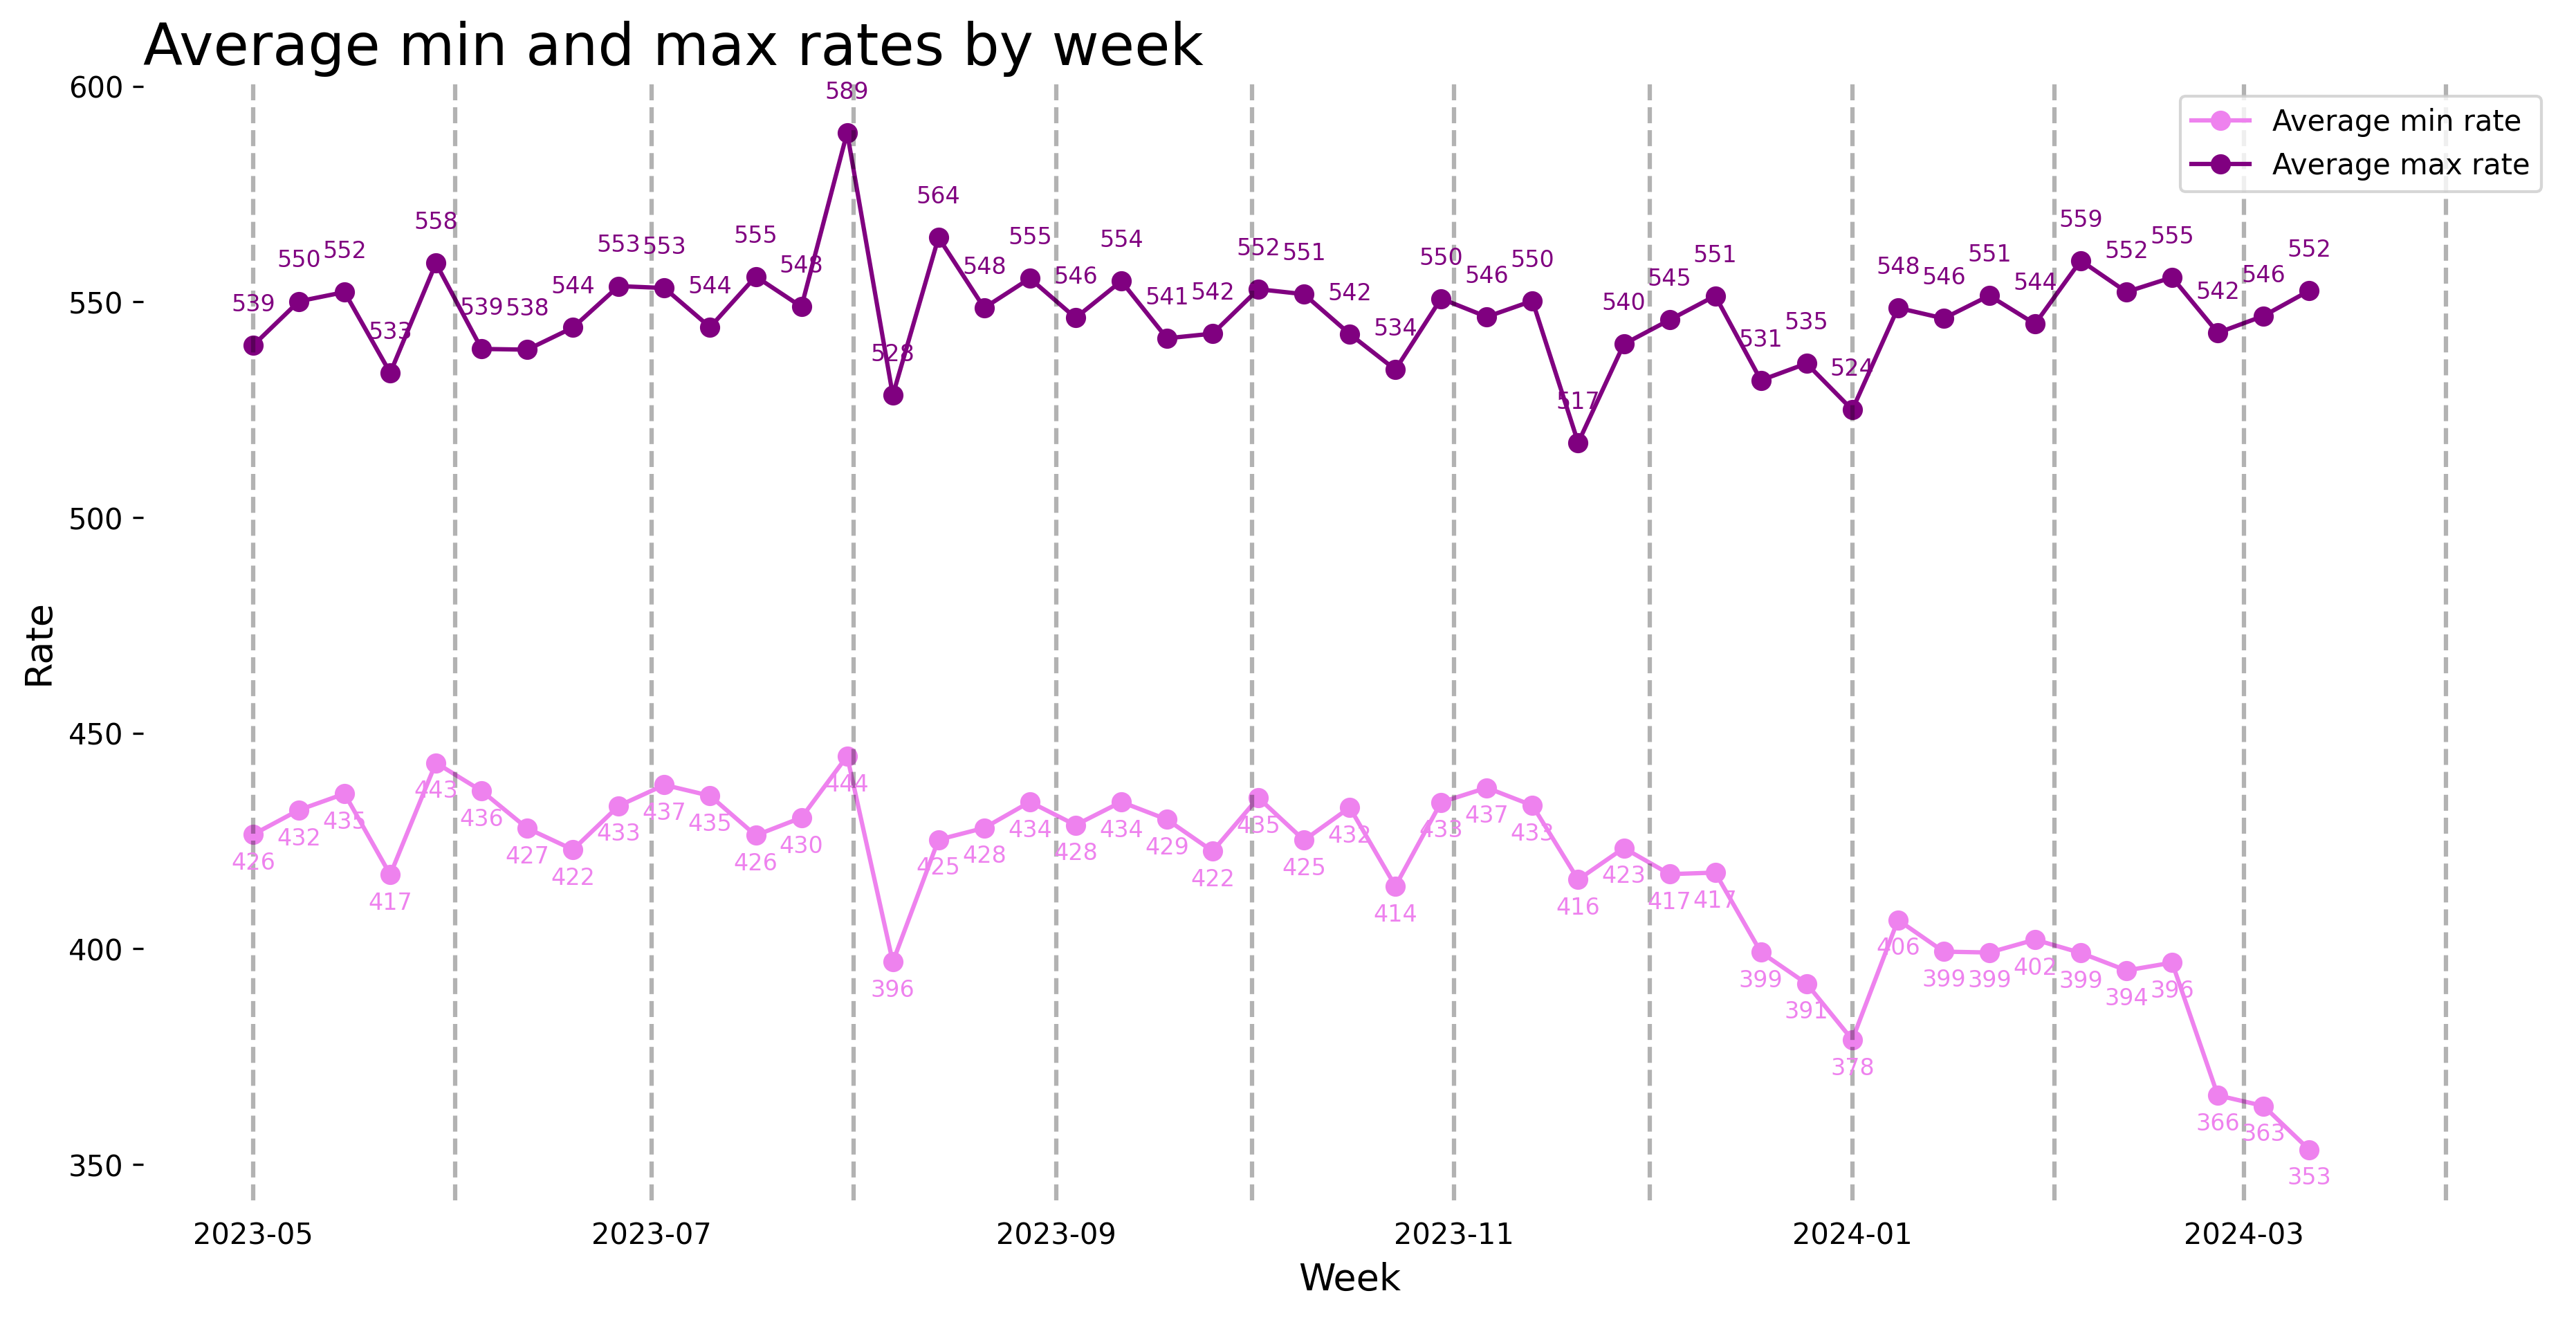 Average min and max rates by week
600
550
500
450
400
350
Rate
Average min rate
Average max rate
539 550 552 533 558 539 538 544 553 553 544 555 548 589 528 564 548 555 546 554 541 542 552 551 542 534 550 546 550 517 540 545 551 531 535 524 548 546 551 544 559 552 555 542 546 552
426 432 435 417 443 436 427 422 433 437 435 426 430 444 396 425 428 434 428 434 429 422 435 425 432 414 433 437 433 416 423 417 417 399 391 378 406 399 399 402 399 394 396 366 363 353
2023-05 2023-07 2023-09 2023-11 2024-01 2024-03
Week